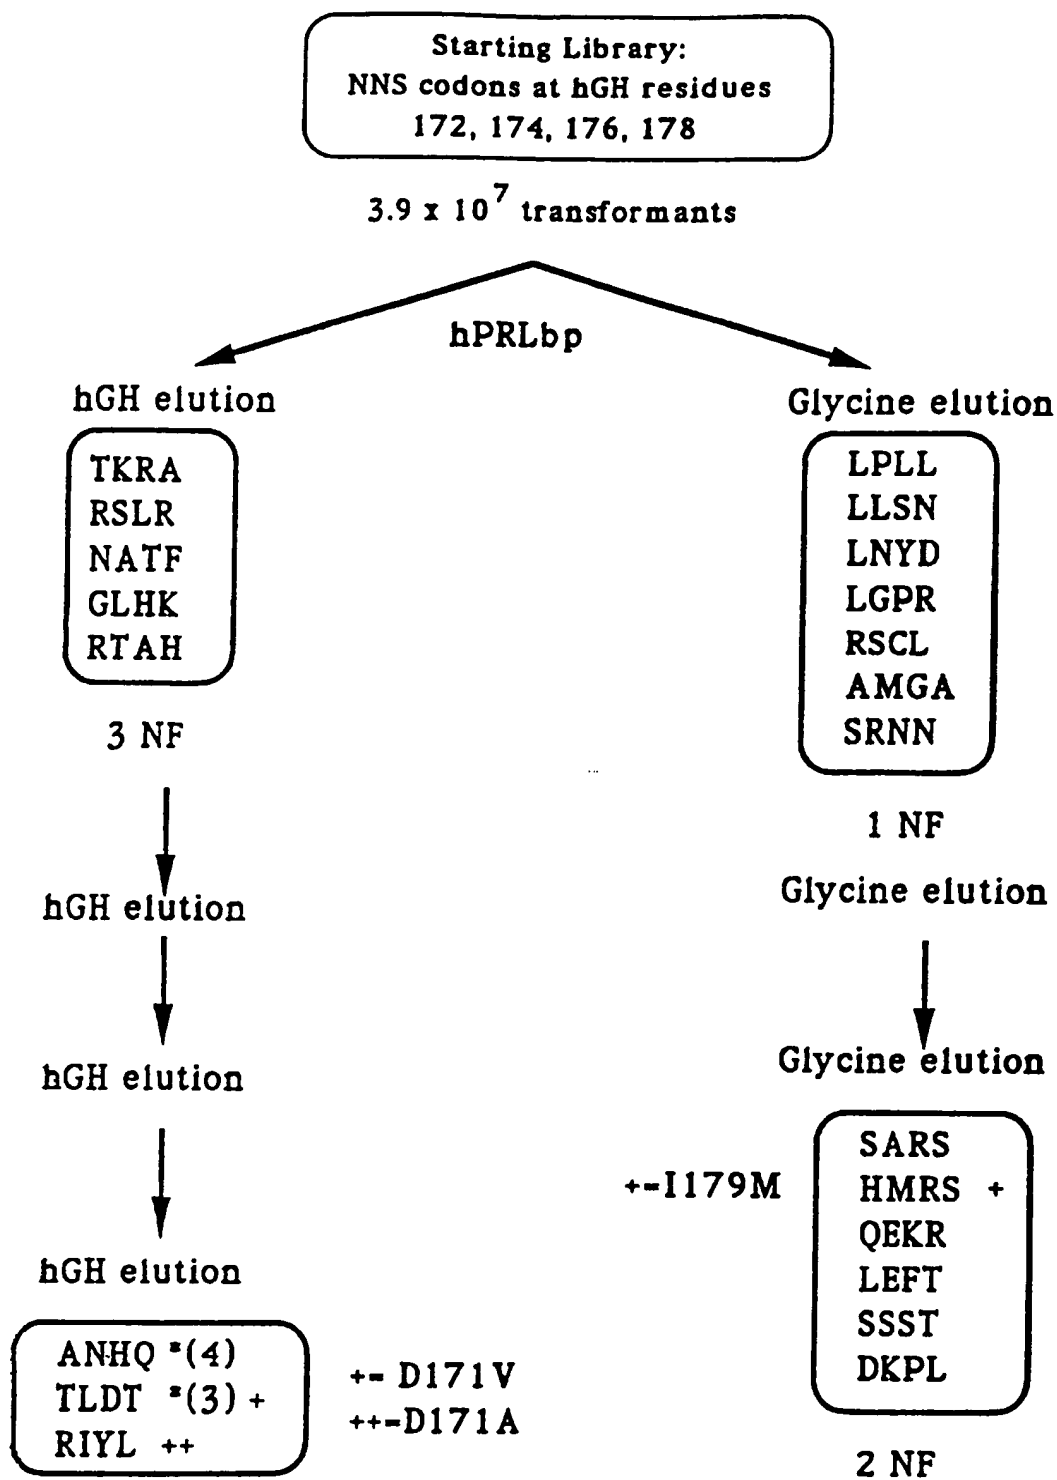 Starting Library:
NNS codons at hGH residues
172, 174, 176, 178
3.9 x 10^7 transformants
hPRLbp
hGH elution
TKRA
RSLR
NATF
GLHK
RTAH
3 NF
hGH elution
hGH elution
hGH elution
ANHQ *(4)
TLDT *(3) +
RIYL ++
+= D171V
++=D171A
Glycine elution
LPLL
LLSN
LNYD
LGPR
RSCL
AMGA
SRNN
1 NF
Glycine elution
Glycine elution
+=I179M
SARS
HMRS +
QEKR
LEFT
SSST
DKPL
2 NF